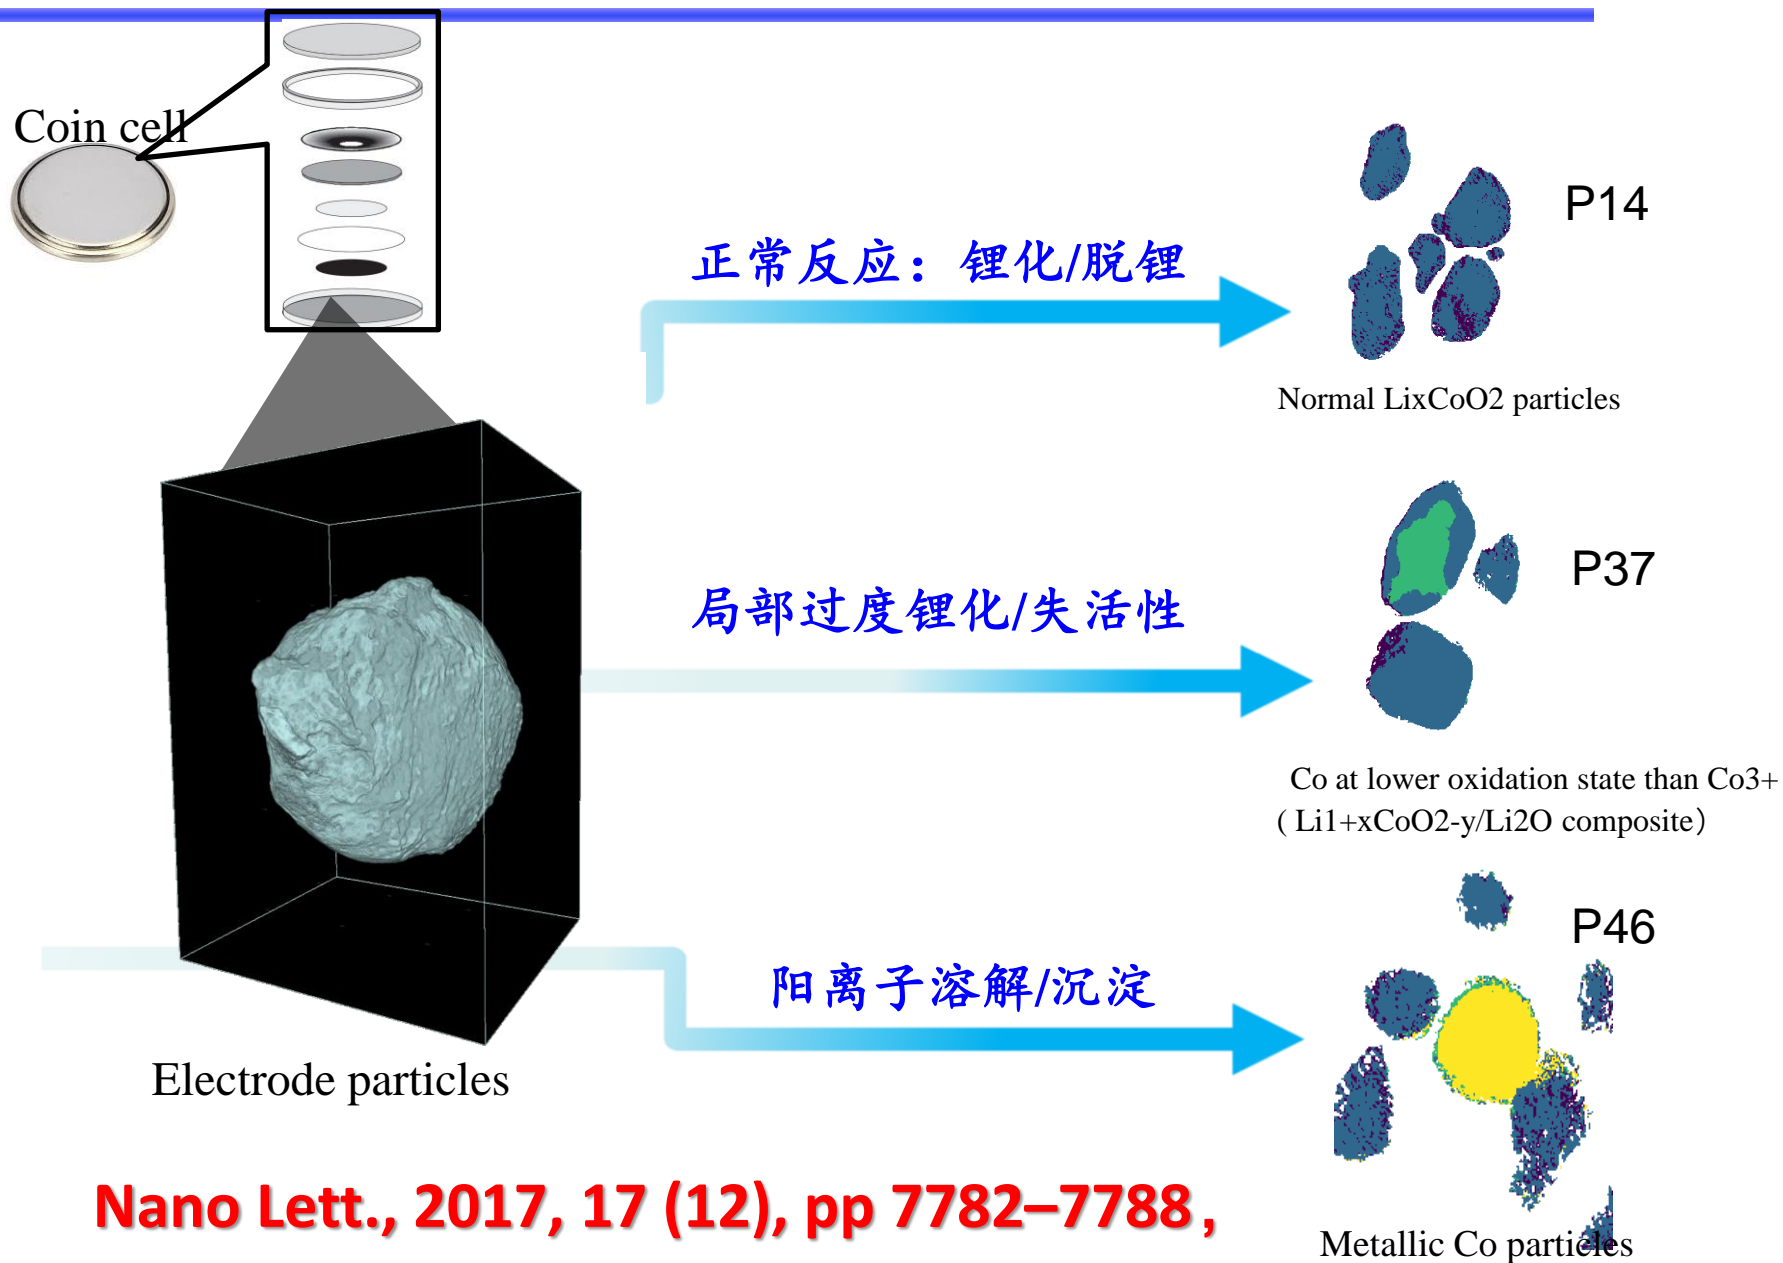 Coin cell
正常反应：锂化/脱锂
P14
Normal LixCoO2 particles
局部过度锂化/失活性
P37
Co at lower oxidation state than Co3+
( Li1+xCoO2-y/Li2O composite）
阳离子溶解/沉淀
P46
Electrode particles
Metallic Co particles
Nano Lett., 2017, 17 (12), pp 7782–7788，